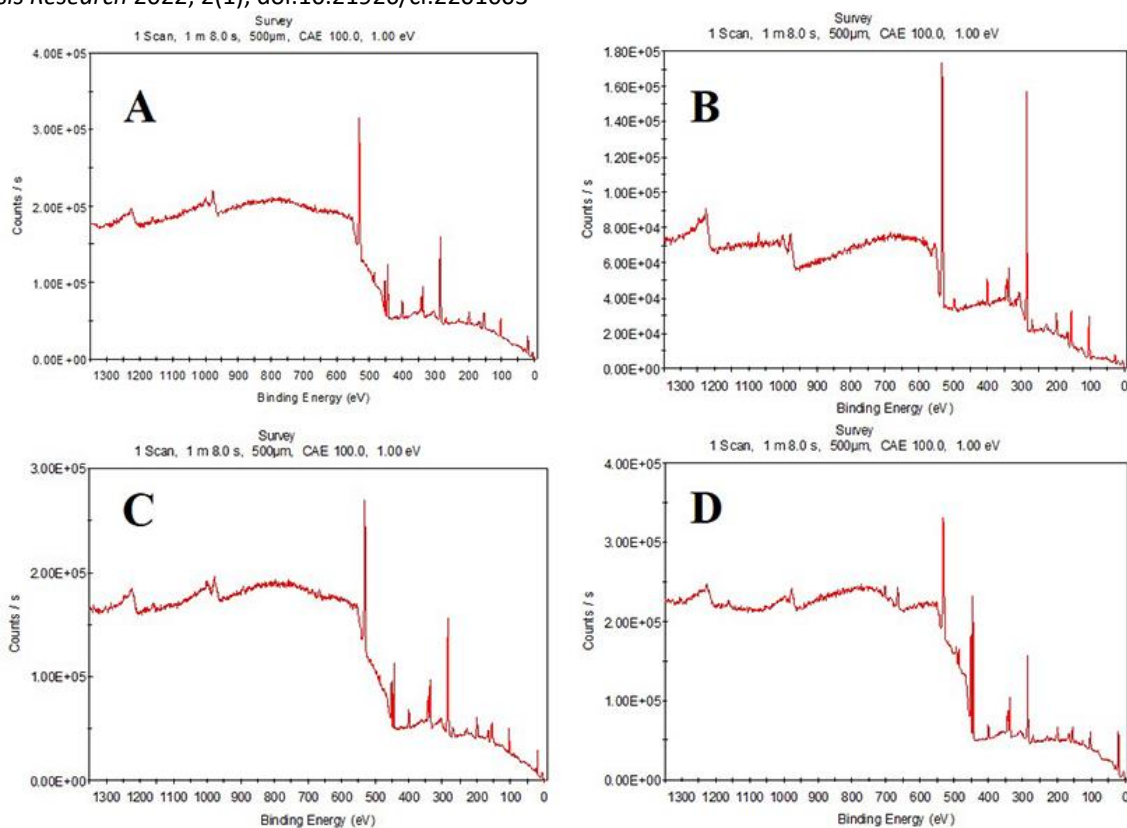 sis Research 2022, 2(1), doi:10.21926/cr.2201003
Survey
1 Scan, 1 m 8.0 s, 500µm, CAE 100.0, 1.00 eV
A
4.00E+05
3.00E+05
2.00E+05
1.00E+05
0.00E+00
Counts / s
1300 1200 1100 1000 900 800 700 600 500 400 300 200 100 0
Binding Energy (eV)
Survey
1 Scan, 1 m 8.0 s, 500µm, CAE 100.0, 1.00 eV
B
1.80E+05
1.60E+05
1.40E+05
1.20E+05
1.00E+05
8.00E+04
6.00E+04
4.00E+04
2.00E+04
0.00E+00
Counts / s
1300 1200 1100 1000 900 800 700 600 500 400 300 200 100 0
Binding Energy (eV)
Survey
1 Scan, 1 m 8.0 s, 500µm, CAE 100.0, 1.00 eV
C
3.00E+05
2.00E+05
1.00E+05
0.00E+00
Counts / s
1300 1200 1100 1000 900 800 700 600 500 400 300 200 100 0
Binding Energy (eV)
Survey
1 Scan, 1 m 8.0 s, 500µm, CAE 100.0, 1.00 eV
D
4.00E+05
3.00E+05
2.00E+05
1.00E+05
0.00E+00
Counts / s
1300 1200 1100 1000 900 800 700 600 500 400 300 200 100 0
Binding Energy (eV)